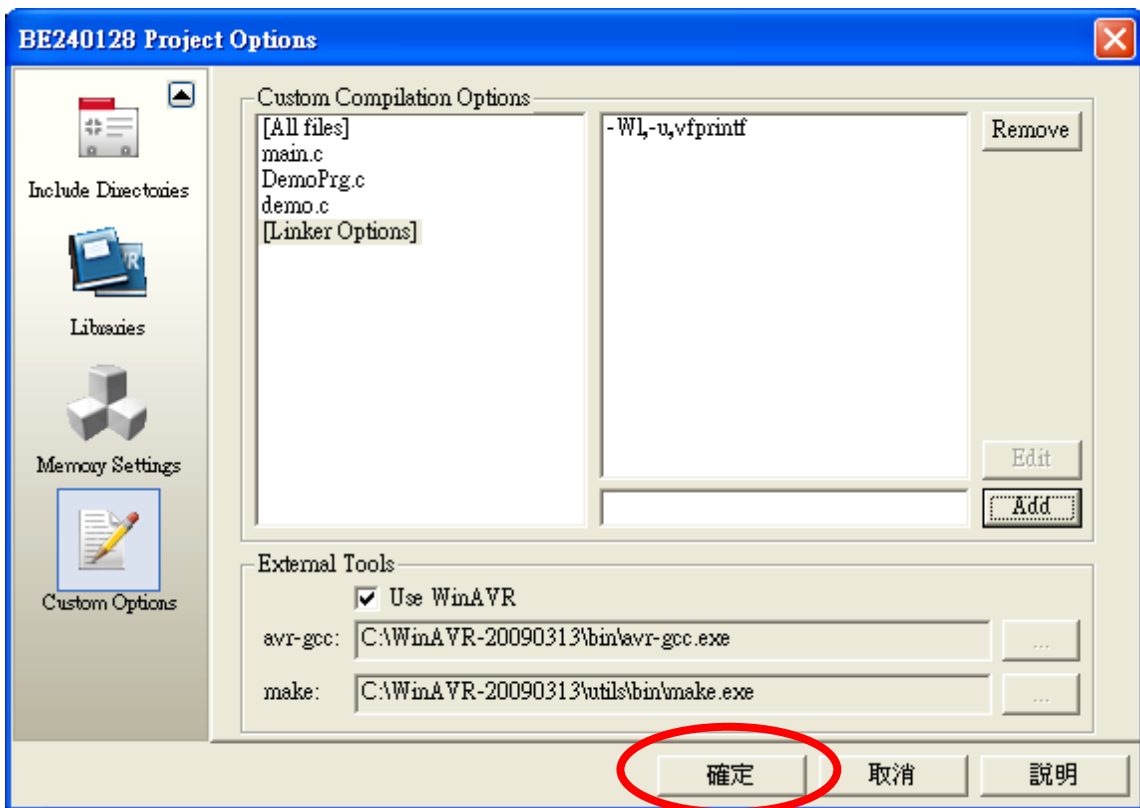 BE240128 Project Options
Include Directories
Libraries
Memory Settings
Custom Options
Custom Compilation Options
[All files]
main.c
DemoPrg.c
demo.c
[Linker Options]
-Wl,-u,vfprintf
Remove
Edit
Add
External Tools
Use WinAVR
avr-gcc: C:\WinAVR-20090313\bin\avr-gcc.exe ...
make: C:\WinAVR-20090313\utils\bin\make.exe ...
確定 取消 說明